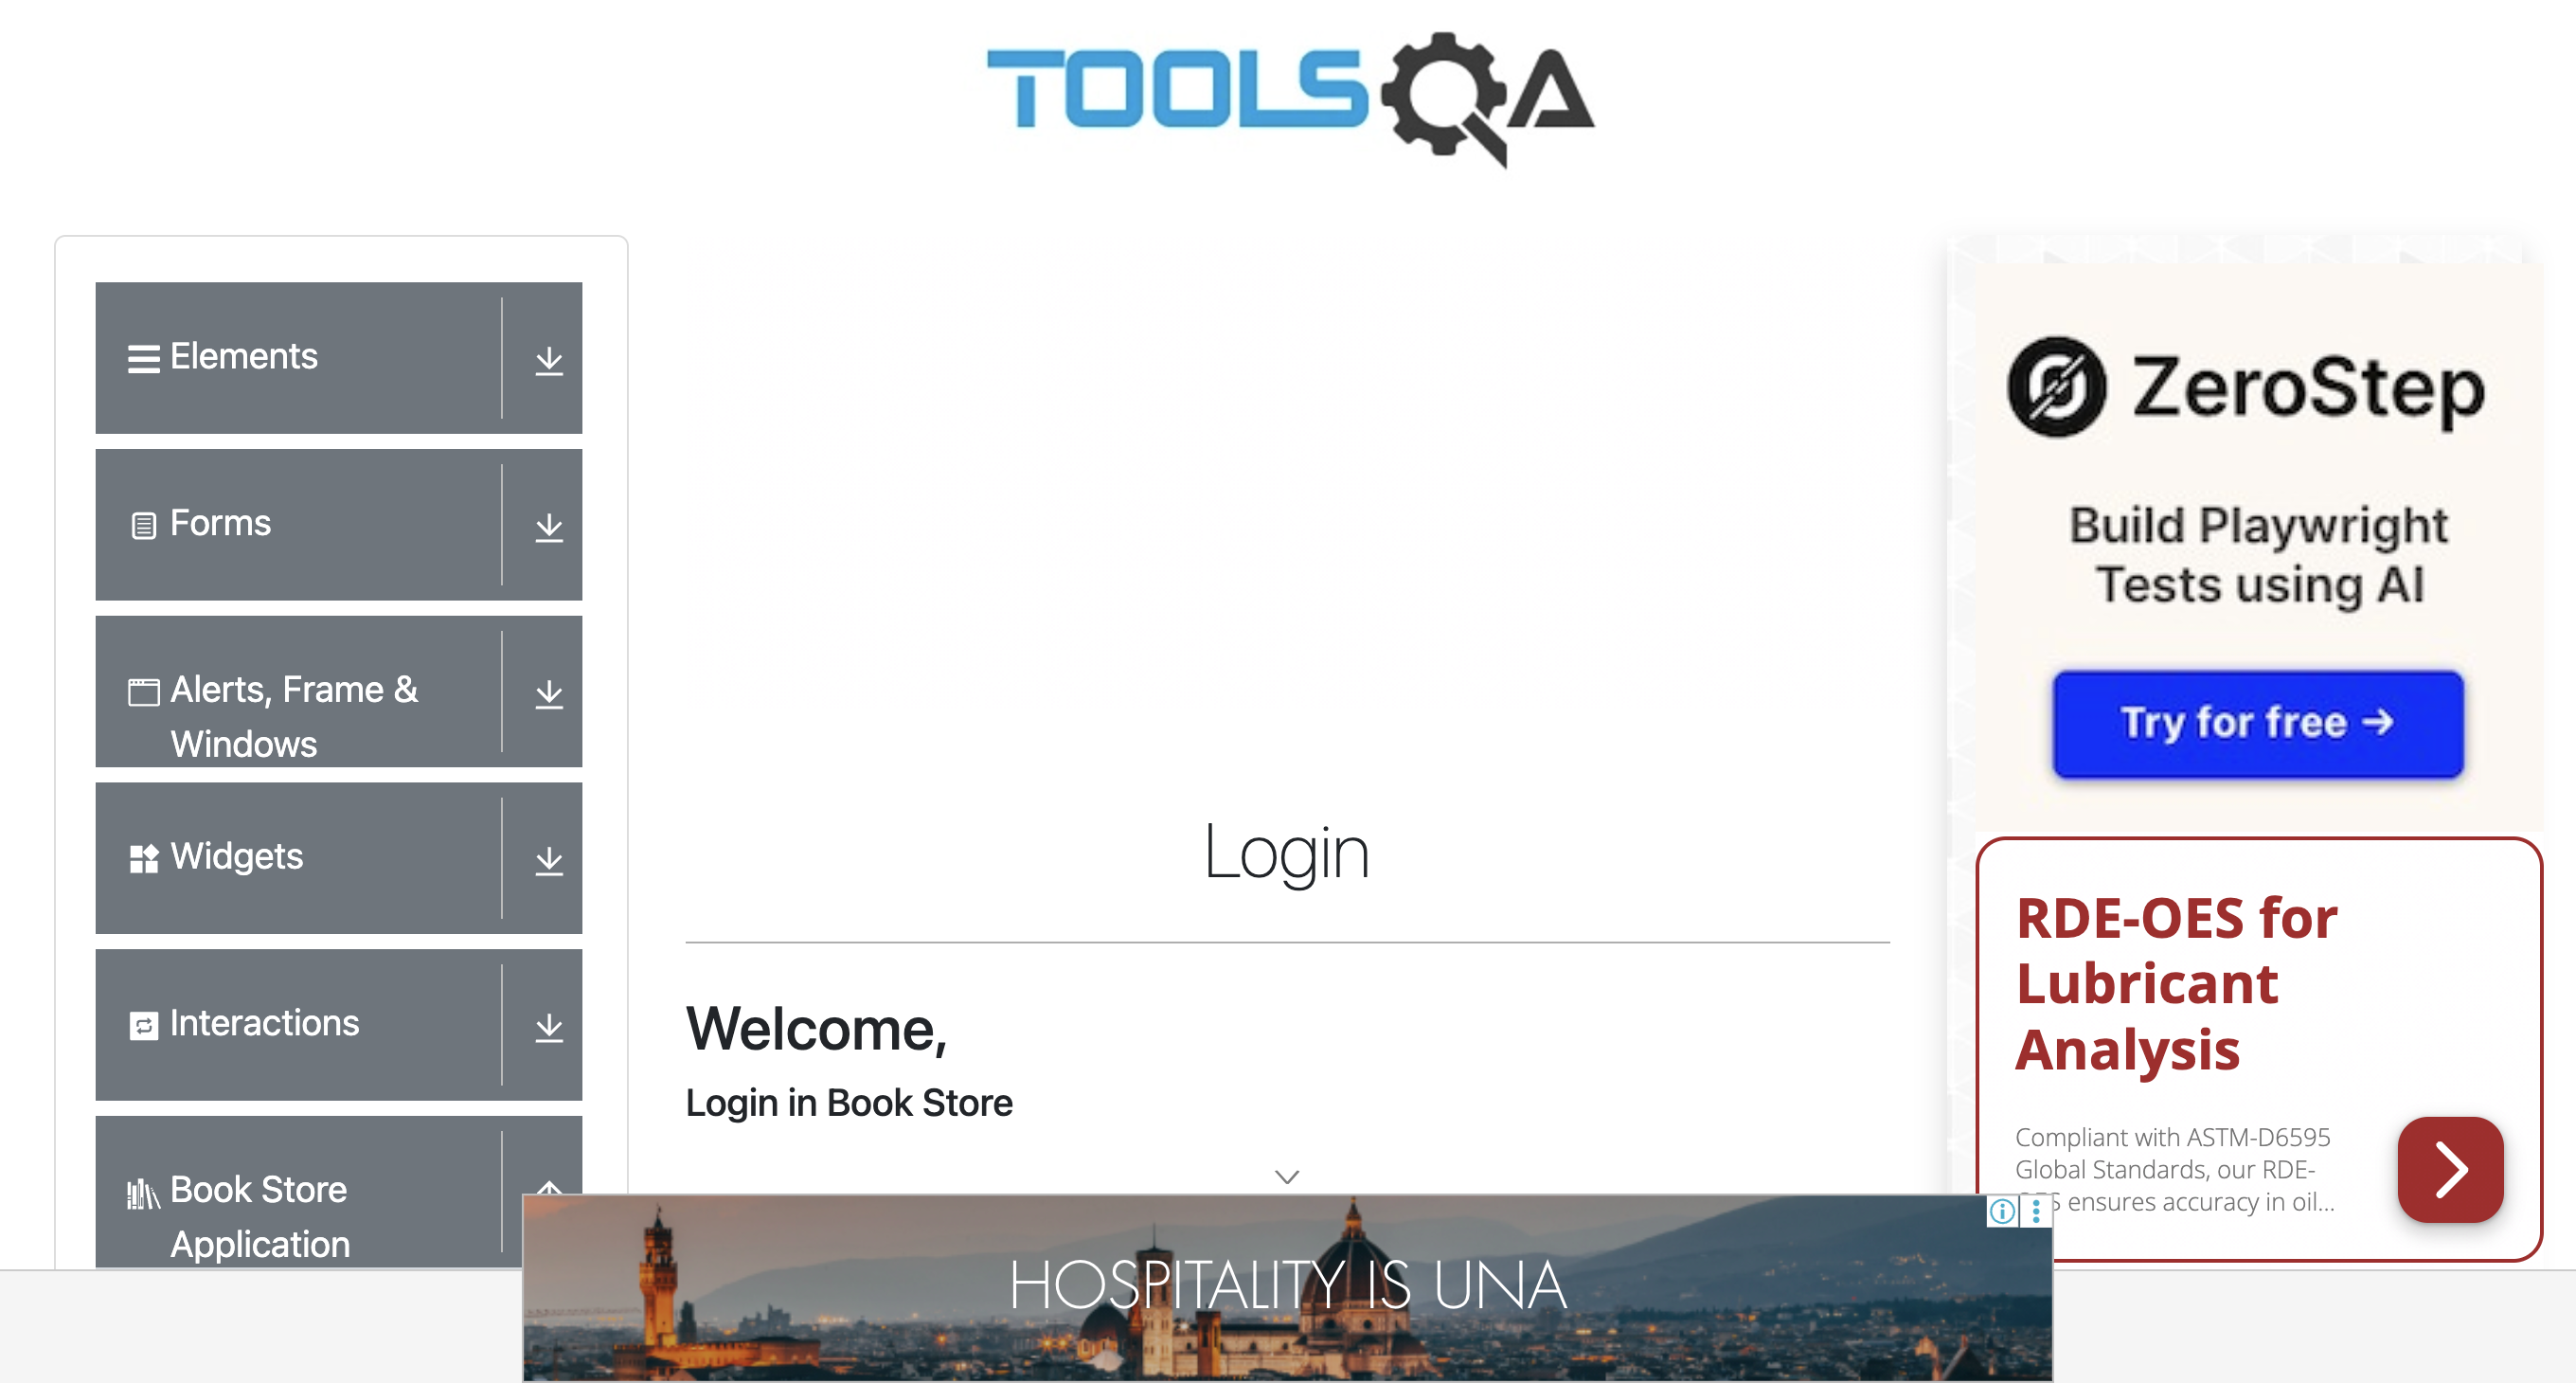 TOOLSQA
Elements
Forms
Alerts, Frame &
Windows
Widgets
Interactions
Book Store
Application
Login
Welcome,
Login in Book Store
ZeroStep
Build Playwright
Tests using AI
Try for free →
RDE-OES for
Lubricant
Analysis
Compliant with ASTM-D6595
Global Standards, our RDE-
ensures accuracy in oil...
HOSPITALITY IS UNA